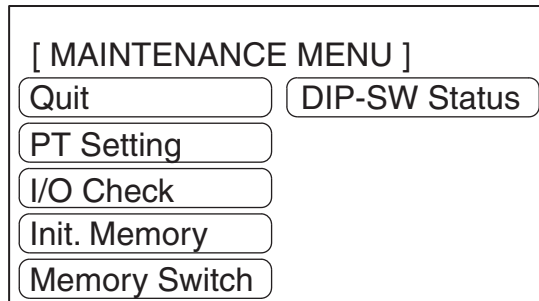 [ MAINTENANCE MENU ]
Quit DIP-SW Status
PT Setting
I/O Check
Init. Memory
Memory Switch